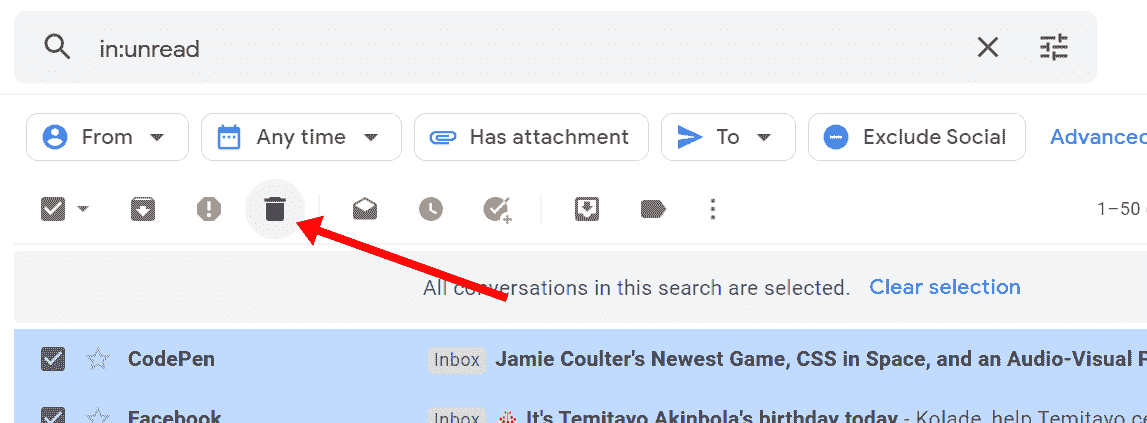 in:unread
From Any time Has attachment To Exclude Social Advanced
1–50
All conversations in this search are selected. Clear selection
CodePen Inbox Jamie Coulter's Newest Game, CSS in Space, and an Audio-Visual
Facebook Inbox It's Temitayo Akinbola's birthday today - Kolade, help Temitayo